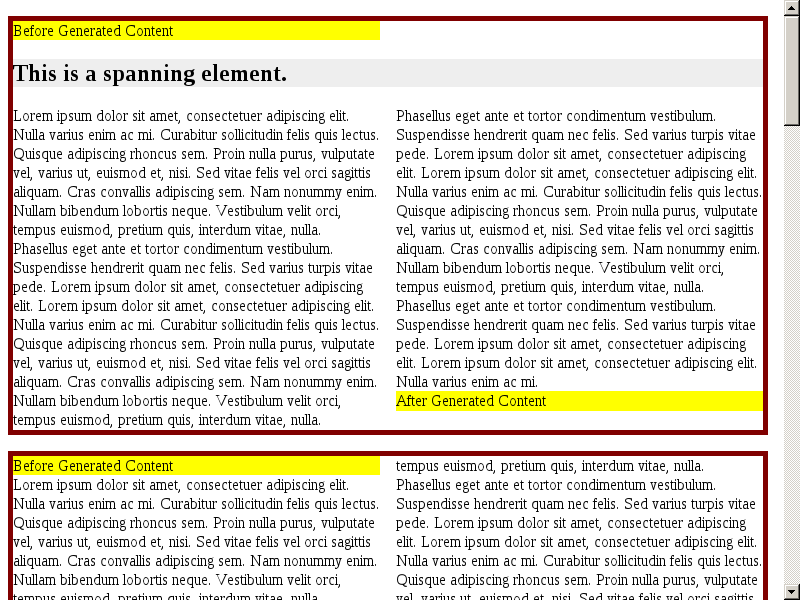 Before Generated Content
This is a spanning element.
Lorem ipsum dolor sit amet, consectetuer adipiscing elit.
Nulla varius enim ac mi. Curabitur sollicitudin felis quis lectus.
Quisque adipiscing rhoncus sem. Proin nulla purus, vulputate
vel, varius ut, euismod et, nisi. Sed vitae felis vel orci sagittis
aliquam. Cras convallis adipiscing sem. Nam nonummy enim.
Nullam bibendum lobortis neque. Vestibulum velit orci,
tempus euismod, pretium quis, interdum vitae, nulla.
Phasellus eget ante et tortor condimentum vestibulum.
Suspendisse hendrerit quam nec felis. Sed varius turpis vitae
pede. Lorem ipsum dolor sit amet, consectetuer adipiscing
elit. Lorem ipsum dolor sit amet, consectetuer adipiscing elit.
Nulla varius enim ac mi. Curabitur sollicitudin felis quis lectus.
Quisque adipiscing rhoncus sem. Proin nulla purus, vulputate
vel, varius ut, euismod et, nisi. Sed vitae felis vel orci sagittis
aliquam. Cras convallis adipiscing sem. Nam nonummy enim.
Nullam bibendum lobortis neque. Vestibulum velit orci,
tempus euismod, pretium quis, interdum vitae, nulla.
Phasellus eget ante et tortor condimentum vestibulum.
Suspendisse hendrerit quam nec felis. Sed varius turpis vitae
pede. Lorem ipsum dolor sit amet, consectetuer adipiscing
elit. Lorem ipsum dolor sit amet, consectetuer adipiscing elit.
Nulla varius enim ac mi. Curabitur sollicitudin felis quis lectus.
Quisque adipiscing rhoncus sem. Proin nulla purus, vulputate
vel, varius ut, euismod et, nisi. Sed vitae felis vel orci sagittis
aliquam. Cras convallis adipiscing sem. Nam nonummy enim.
Nullam bibendum lobortis neque. Vestibulum velit orci,
tempus euismod, pretium quis, interdum vitae, nulla.
Phasellus eget ante et tortor condimentum vestibulum.
Suspendisse hendrerit quam nec felis. Sed varius turpis vitae
pede. Lorem ipsum dolor sit amet, consectetuer adipiscing
elit. Lorem ipsum dolor sit amet, consectetuer adipiscing elit.
Nulla varius enim ac mi.
After Generated Content
Before Generated Content
Lorem ipsum dolor sit amet, consectetuer adipiscing elit.
Nulla varius enim ac mi. Curabitur sollicitudin felis quis lectus.
Quisque adipiscing rhoncus sem. Proin nulla purus, vulputate
vel, varius ut, euismod et, nisi. Sed vitae felis vel orci sagittis
aliquam. Cras convallis adipiscing sem. Nam nonummy enim.
Nullam bibendum lobortis neque. Vestibulum velit orci,
tempus euismod, pretium quis, interdum vitae, nulla.
tempus euismod, pretium quis, interdum vitae, nulla.
Phasellus eget ante et tortor condimentum vestibulum.
Suspendisse hendrerit quam nec felis. Sed varius turpis vitae
pede. Lorem ipsum dolor sit amet, consectetuer adipiscing
elit. Lorem ipsum dolor sit amet, consectetuer adipiscing elit.
Nulla varius enim ac mi. Curabitur sollicitudin felis quis lectus.
Quisque adipiscing rhoncus sem. Proin nulla purus, vulputate
vel, varius ut, euismod et, nisi. Sed vitae felis vel orci sagittis